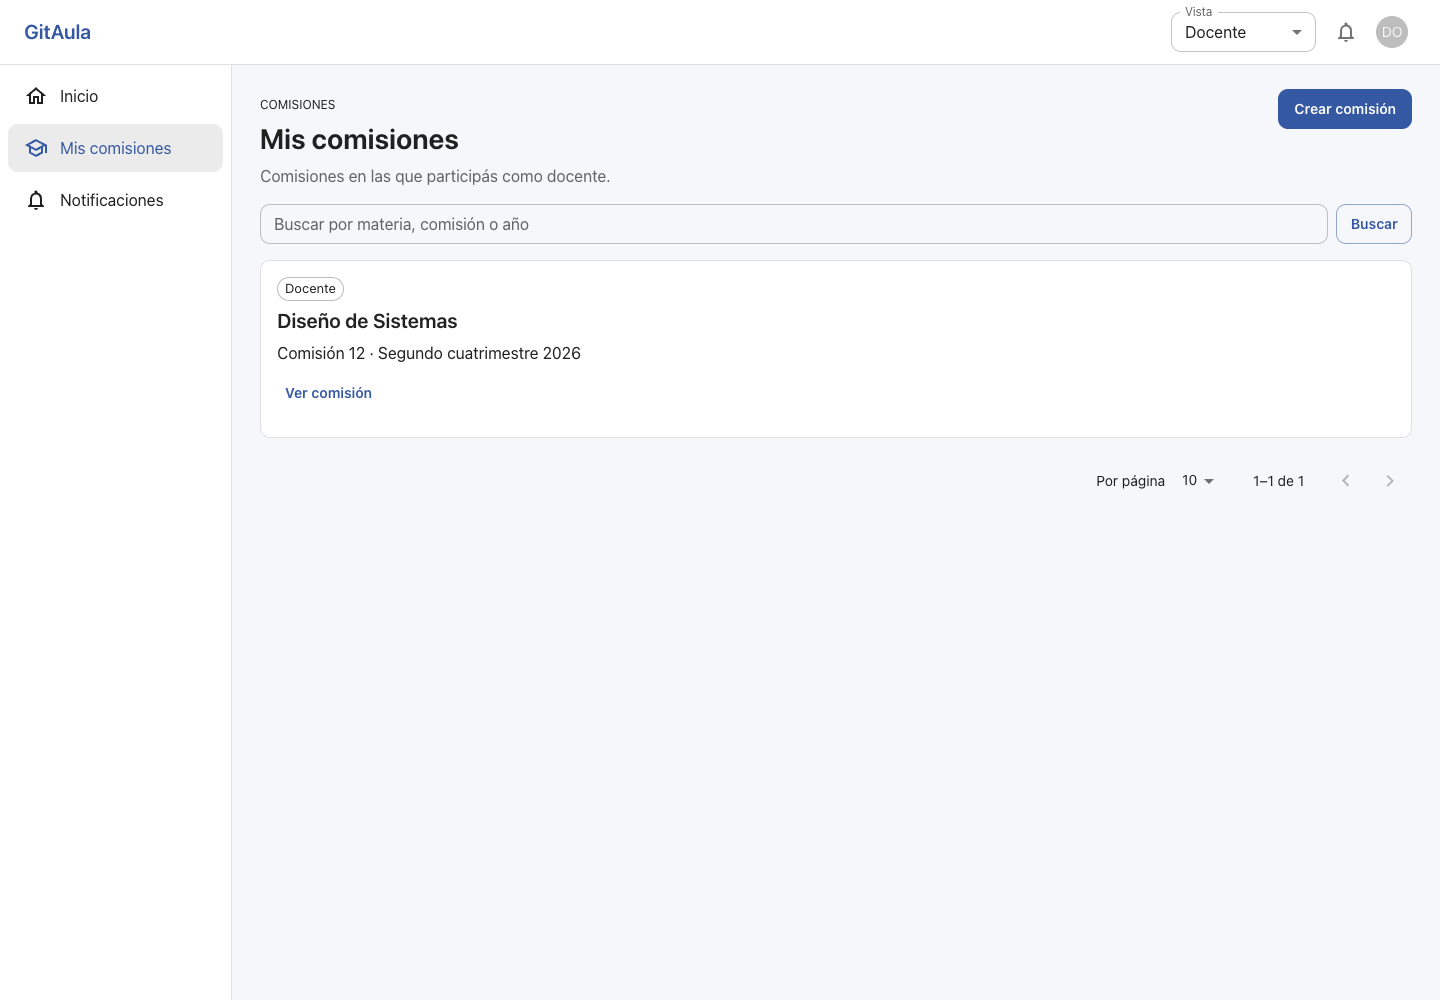 GitAula
Vista
Docente
DO
Inicio
Mis comisiones
Notificaciones
COMISIONES
Mis comisiones
Comisiones en las que participás como docente.
Crear comisión
Buscar por materia, comisión o año
Buscar
Docente
Diseño de Sistemas
Comisión 12 · Segundo cuatrimestre 2026
Ver comisión
Por página 10 1–1 de 1